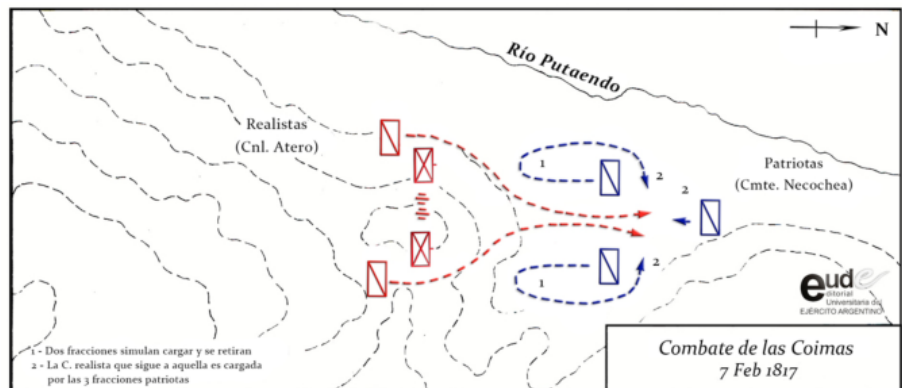 N
Río Putaendo
Realistas
(Cnl. Atero)
1
2
2
Patriotas
(Cmte. Necochea)
2
1
eude
ditorial
Universitaria del
EJERCITO ARGENTINO
1 - Dos fracciones simulan cargar y se retiran
2 - La C. realista que sigue a aquella es cargada
por las 3 fracciones patriotas
Combate de las Coimas
7 Feb 1817